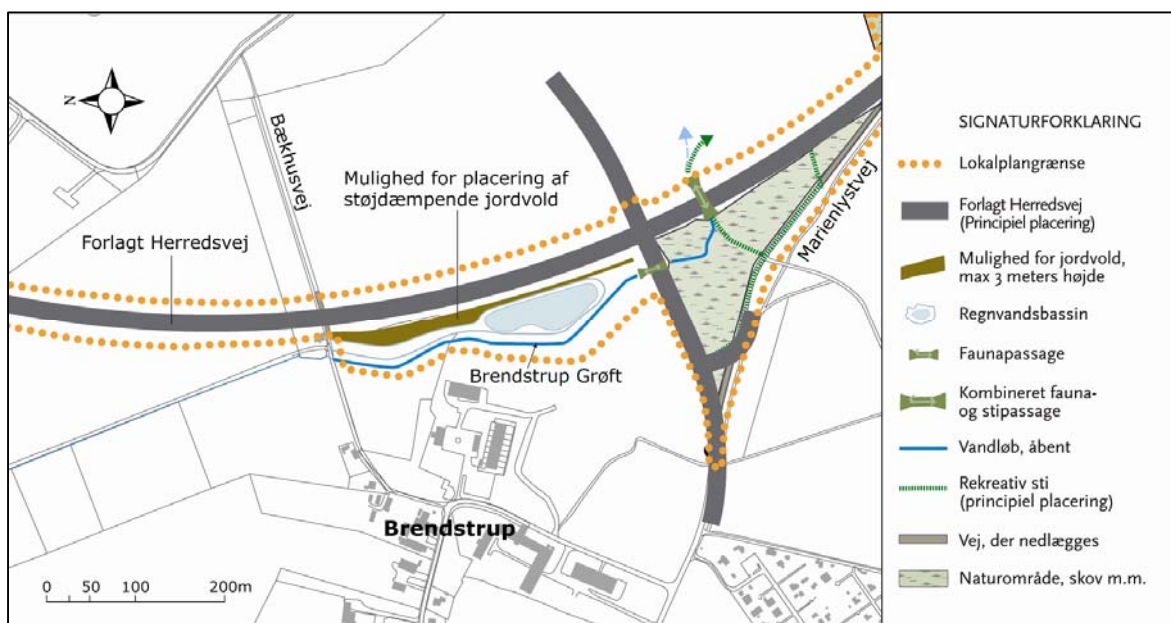 N
Bækhusvej
Mulighed for placering af
støjdæmpende jordvold
Forlagt Herredsvej
Marienlystvej
Brendstrup Grøft
Brendstrup
0 50 100 200m
SIGNATURFORKLARING
Lokalplangrænse
Forlagt Herredsvej
(Principiel placering)
Mulighed for jordvold,
max 3 meters højde
Regnvandsbassin
Faunapassage
Kombineret fauna-
og stipassage
Vandløb, åbent
Rekreativ sti
(principiel placering)
Vej, der nedlægges
Naturområde, skov m.m.